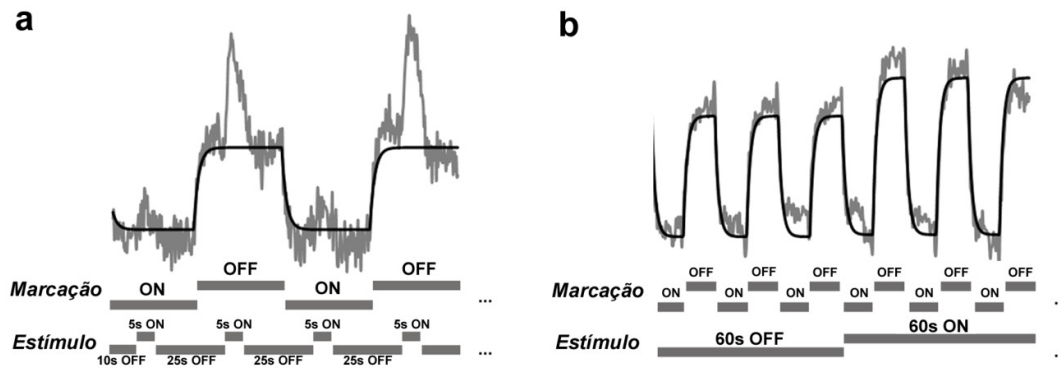 a
OFF OFF
Marcação ON ON ...
5s ON 5s ON 5s ON 5s ON
Estímulo ...
10s OFF 25s OFF 25s OFF 25s OFF
b
OFF OFF OFF OFF OFF OFF
Marcação ON ON ON ON ON ON .
60s OFF 60s ON
Estímulo .